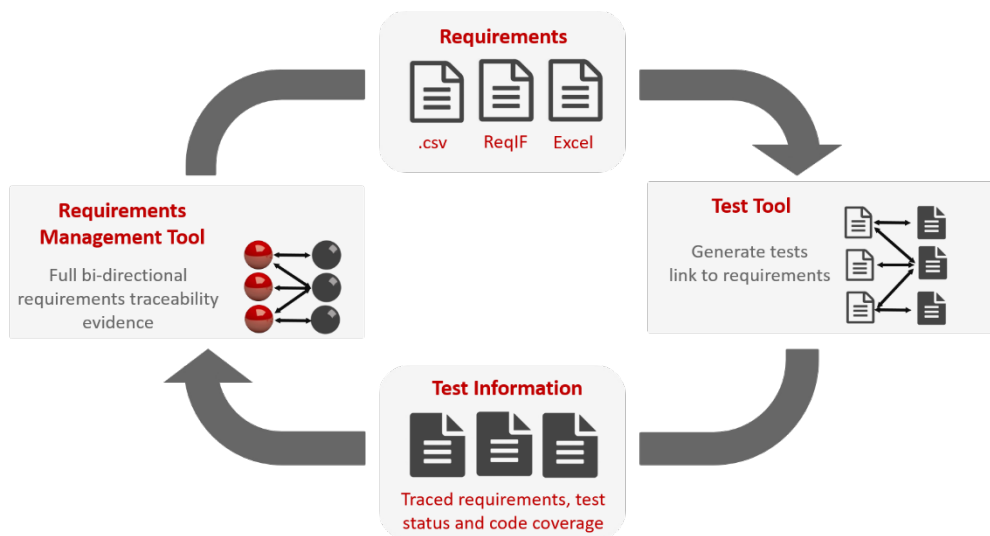 Requirements
.csv
ReqIF
Excel
Requirements
Management Tool
Full bi-directional
requirements traceability
evidence
Test Tool
Generate tests
link to requirements
Test Information
Traced requirements, test
status and code coverage